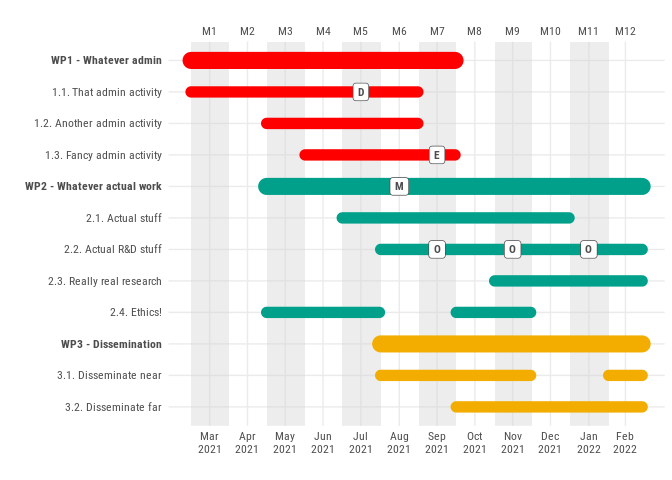 M1 M2 M3 M4 M5 M6 M7 M8 M9 M10 M11 M12
WP1 - Whatever admin
1.1. That admin activity D
1.2. Another admin activity
1.3. Fancy admin activity E
WP2 - Whatever actual work M
2.1. Actual stuff
2.2. Actual R&D stuff O O O
2.3. Really real research
2.4. Ethics!
WP3 - Dissemination
3.1. Disseminate near
3.2. Disseminate far
Mar Apr May Jun Jul Aug Sep Oct Nov Dec Jan Feb
2021 2021 2021 2021 2021 2021 2021 2021 2021 2021 2022 2022